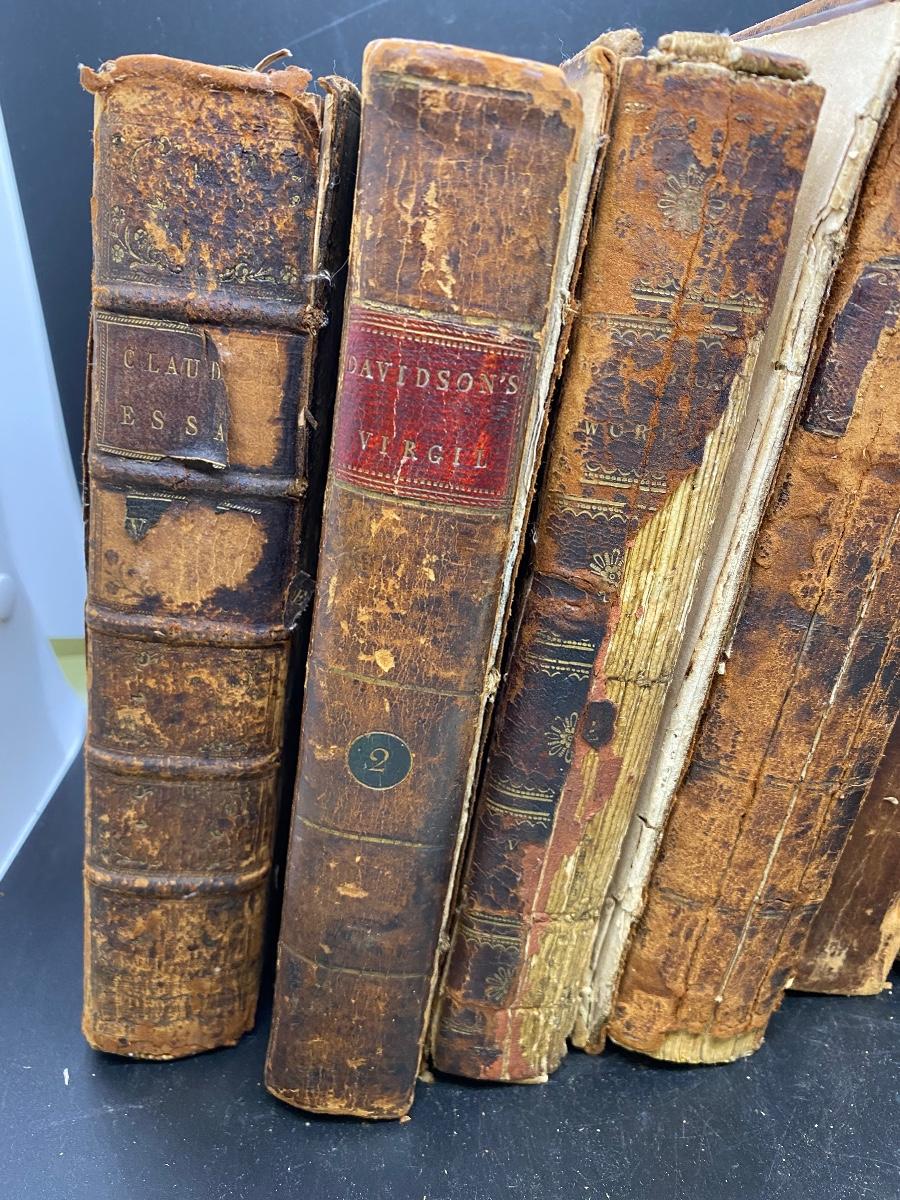 CLAUD
ESSA
V
DAVIDSON'S
VIRGIL
2
WOR
V